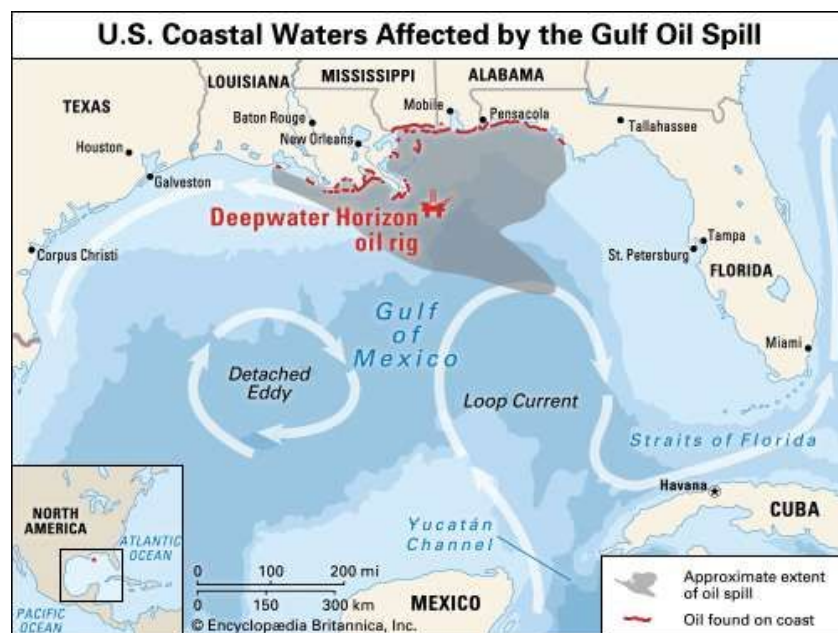 U.S. Coastal Waters Affected by the Gulf Oil Spill
LOUISIANA
MISSISSIPPI
ALABAMA
TEXAS
Baton Rouge
Mobile
Pensacola
Tallahassee
New Orleans
Houston
Galveston
Deepwater Horizon
oil rig
Corpus Christi
Tampa
St. Petersburg
FLORIDA
Gulf
of
Mexico
Miami
Detached
Eddy
Loop Current
Straits of Florida
Havana
CUBA
NORTH
AMERICA
ATLANTIC
OCEAN
PACIFIC
OCEAN
Yucatán
Channel
0 100 200 mi
0 150 300 km
MEXICO
© Encyclopædia Britannica, Inc.
Approximate extent
of oil spill
Oil found on coast